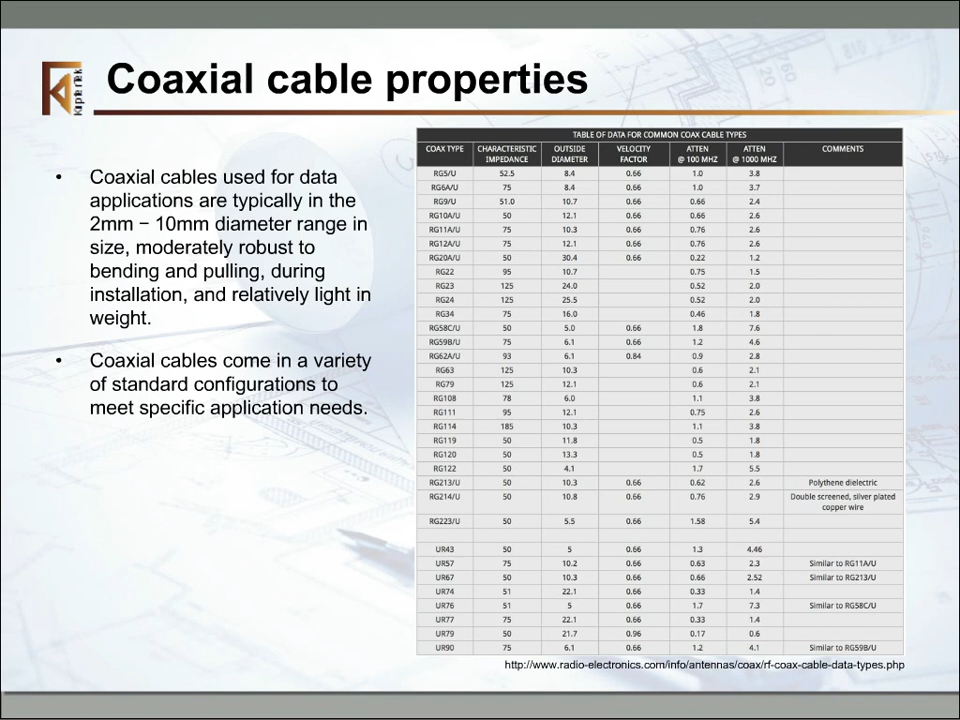 KapterTek
Coaxial cable properties
• Coaxial cables used for data
applications are typically in the
2mm – 10mm diameter range in
size, moderately robust to
bending and pulling, during
installation, and relatively light in
weight.
• Coaxial cables come in a variety
of standard configurations to
meet specific application needs.
TABLE OF DATA FOR COMMON COAX CABLE TYPES
COAX TYPE CHARACTERISTIC IMPEDANCE OUTSIDE DIAMETER VELOCITY FACTOR ATTEN @ 100 MHZ ATTEN @ 1000 MHZ COMMENTS
RG5/U 52.5 8.4 0.66 1.0 3.8
RG6A/U 75 8.4 0.66 1.0 3.7
RG9/U 51.0 10.7 0.66 0.66 2.4
RG10A/U 50 12.1 0.66 0.66 2.6
RG11A/U 75 10.3 0.66 0.76 2.6
RG12A/U 75 12.1 0.66 0.76 2.6
RG20A/U 50 30.4 0.66 0.22 1.2
RG22 95 10.7 0.75 1.5
RG23 125 24.0 0.52 2.0
RG24 125 25.5 0.52 2.0
RG34 75 16.0 0.46 1.8
RG58C/U 50 5.0 0.66 1.8 7.6
RG59B/U 75 6.1 0.66 1.2 4.6
RG62A/U 93 6.1 0.84 0.9 2.8
RG63 125 10.3 0.6 2.1
RG79 125 12.1 0.6 2.1
RG108 78 6.0 1.1 3.8
RG111 95 12.1 0.75 2.6
RG114 185 10.3 1.1 3.8
RG119 50 11.8 0.5 1.8
RG120 50 13.3 0.5 1.8
RG122 50 4.1 1.7 5.5
RG213/U 50 10.3 0.66 0.62 2.6 Polythene dielectric
RG214/U 50 10.8 0.66 0.76 2.9 Double screened, silver plated copper wire
RG223/U 50 5.5 0.66 1.58 5.4
UR43 50 5 0.66 1.3 4.46
UR57 75 10.2 0.66 0.63 2.3 Similar to RG11A/U
UR67 50 10.3 0.66 0.66 2.52 Similar to RG213/U
UR74 51 22.1 0.66 0.33 1.4
UR76 51 5 0.66 1.7 7.3 Similar to RG58C/U
UR77 75 22.1 0.66 0.33 1.4
UR79 50 21.7 0.96 0.17 0.6
UR90 75 6.1 0.66 1.2 4.1 Similar to RG59B/U
http://www.radio-electronics.com/info/antennas/coax/rf-coax-cable-data-types.php